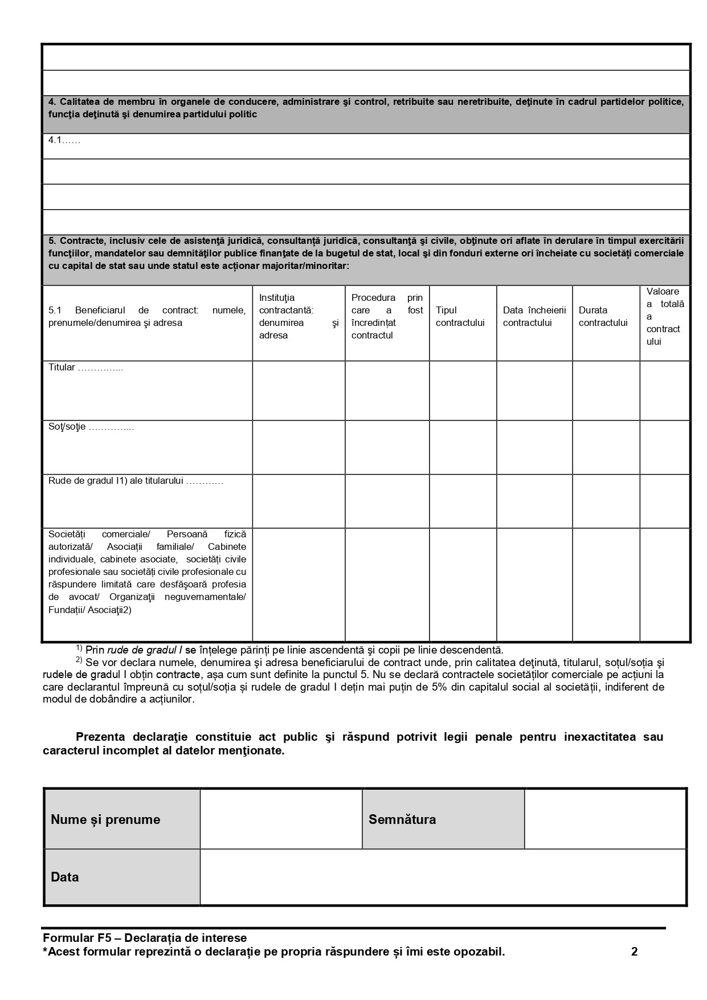 4. Calitatea de membru în organele de conducere, administrare şi control, retribuite sau neretribuite, deţinute în cadrul partidelor politice,
funcţia deţinută şi denumirea partidului politic
4.1……
5. Contracte, inclusiv cele de asistenţă juridică, consultanță juridică, consultanţă şi civile, obţinute ori aflate în derulare în timpul exercitării
funcţiilor, mandatelor sau demnităţilor publice finanţate de la bugetul de stat, local şi din fonduri externe ori încheiate cu societăți comerciale
cu capital de stat sau unde statul este acționar majoritar/minoritar:
5.1 Beneficiarul de contract: numele,
prenumele/denumirea şi adresa
Instituţia
contractantă:
denumirea şi
adresa
Procedura prin
care a fost
încredințat
contractul
Tipul
contractului
Data încheierii
contractului
Durata
contractului
Valoare
a totală
a
contract
ului
Titular …………...
Soţ/soţie …………...
Rude de gradul I1) ale titularului …………
Societăți comerciale/ Persoană fizică
autorizată/ Asociații familiale/ Cabinete
individuale, cabinete asociate, societăți civile
profesionale sau societăți civile profesionale cu
răspundere limitată care desfăşoară profesia
de avocat/ Organizaţii neguvernamentale/
Fundații/ Asociaţii2)
1) Prin rude de gradul I se înțelege părinți pe linie ascendentă şi copii pe linie descendentă.
2) Se vor declara numele, denumirea şi adresa beneficiarului de contract unde, prin calitatea deţinută, titularul, soțul/soția şi
rudele de gradul I obțin contracte, așa cum sunt definite la punctul 5. Nu se declară contractele societăților comerciale pe acțiuni la
care declarantul împreună cu soțul/soția și rudele de gradul I dețin mai puțin de 5% din capitalul social al societății, indiferent de
modul de dobândire a acțiunilor.
Prezenta declaraţie constituie act public şi răspund potrivit legii penale pentru inexactitatea sau
caracterul incomplet al datelor menţionate.
Nume și prenume
Semnătura
Data
Formular F5 – Declarația de interese
*Acest formular reprezintă o declarație pe propria răspundere și îmi este opozabil. 2